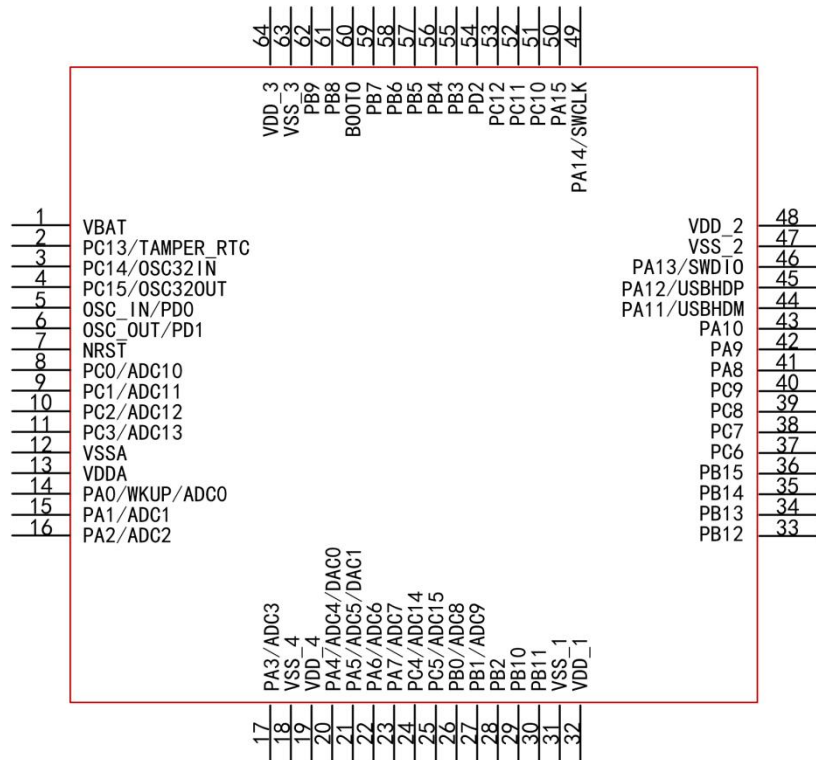 64
63
62
61
60
59
58
57
56
55
54
53
52
51
50
49
VDD_3
VSS_3
PB9
PB8
BOOT0
PB7
PB6
PB5
PB4
PB3
PD2
PC12
PC11
PC10
PA15
PA14/SWCLK
1 VBAT
2 PC13/TAMPER_RTC
3 PC14/OSC32IN
4 PC15/OSC32OUT
5 OSC_IN/PD0
6 OSC_OUT/PD1
7 NRST
8 PC0/ADC10
9 PC1/ADC11
10 PC2/ADC12
11 PC3/ADC13
12 VSSA
13 VDDA
14 PA0/WKUP/ADC0
15 PA1/ADC1
16 PA2/ADC2
VDD_2 48
VSS_2 47
PA13/SWDIO 46
PA12/USBHDP 45
PA11/USBHDM 44
PA10 43
PA9 42
PA8 41
PC9 40
PC8 39
PC7 38
PC6 37
PB15 36
PB14 35
PB13 34
PB12 33
PA3/ADC3
VSS_4
VDD_4
PA4/ADC4/DAC0
PA5/ADC5/DAC1
PA6/ADC6
PA7/ADC7
PC4/ADC14
PC5/ADC15
PB0/ADC8
PB1/ADC9
PB2
PB10
PB11
VSS_1
VDD_1
17
18
19
20
21
22
23
24
25
26
27
28
29
30
31
32